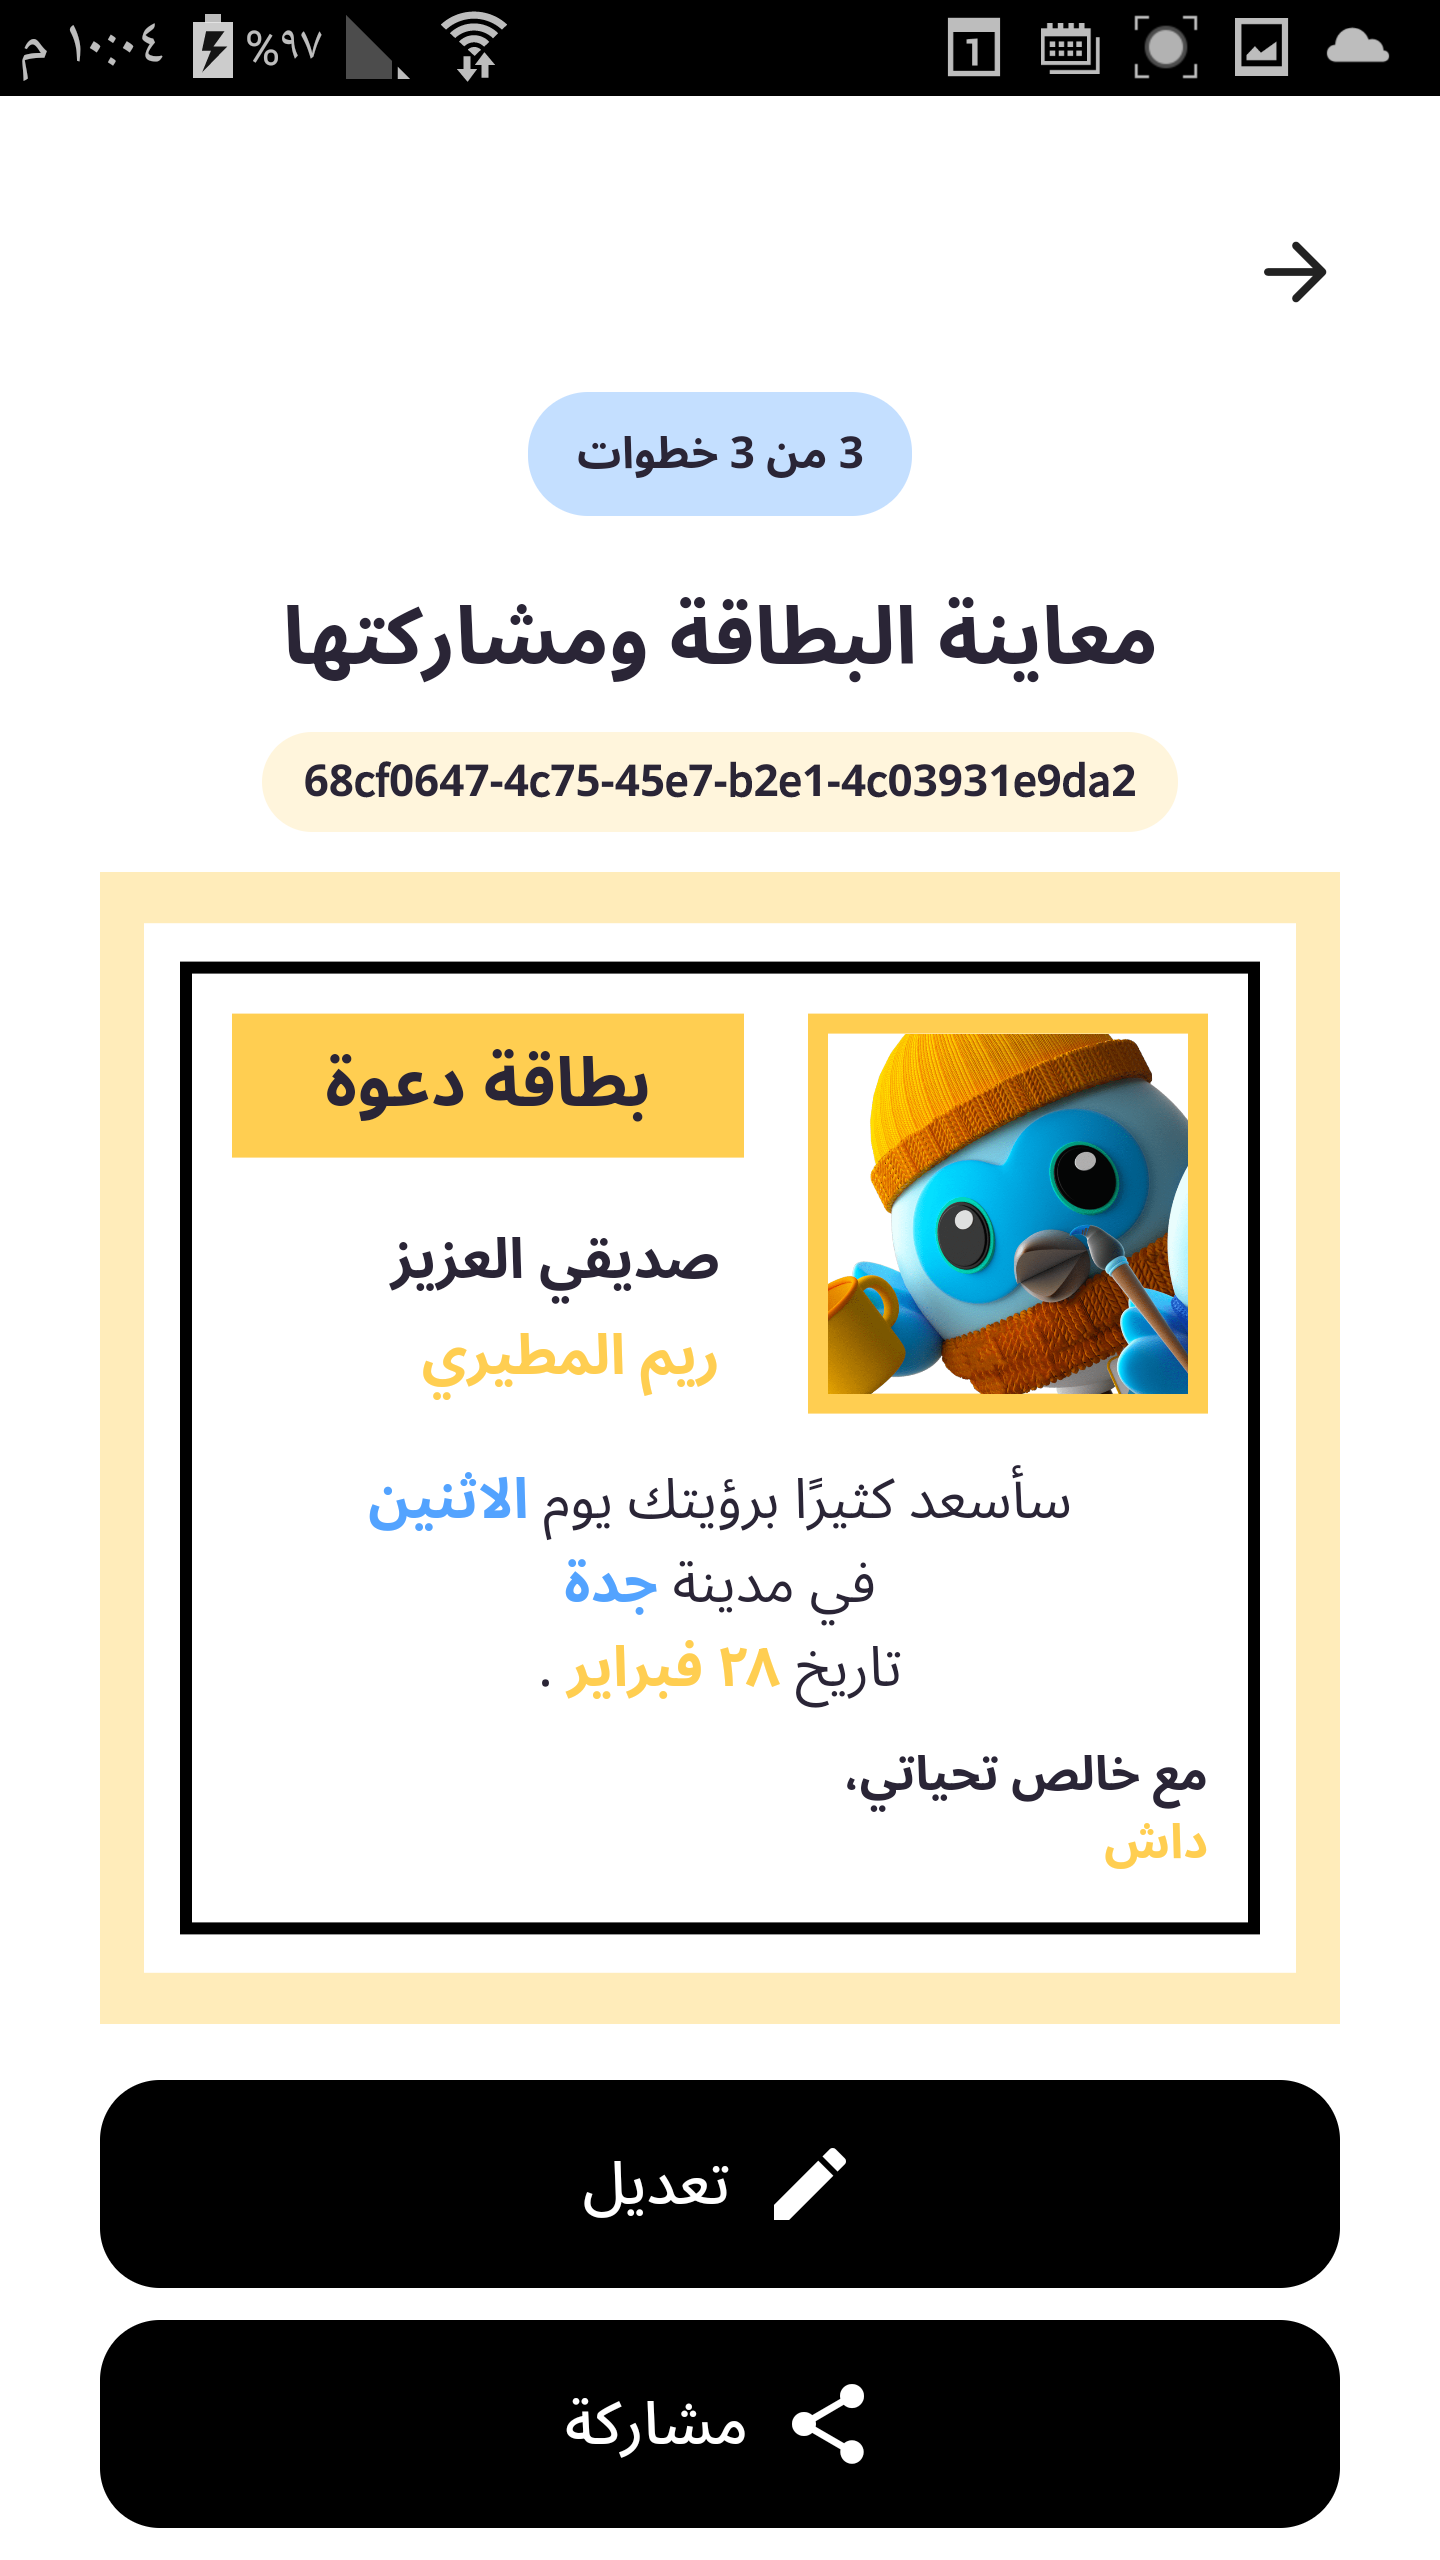 ١٠:٠٤ م
%٩٧
1
3 من 3 خطوات
معاينة البطاقة ومشاركتها
68cf0647-4c75-45e7-b2e1-4c03931e9da2
بطاقة دعوة
صديقي العزيز
ريم المطيري
سأسعد كثيرًا برؤيتك يوم الاثنين
في مدينة جدة
تاريخ ٢٨ فبراير .
مع خالص تحياتي،
داش
تعديل
مشاركة